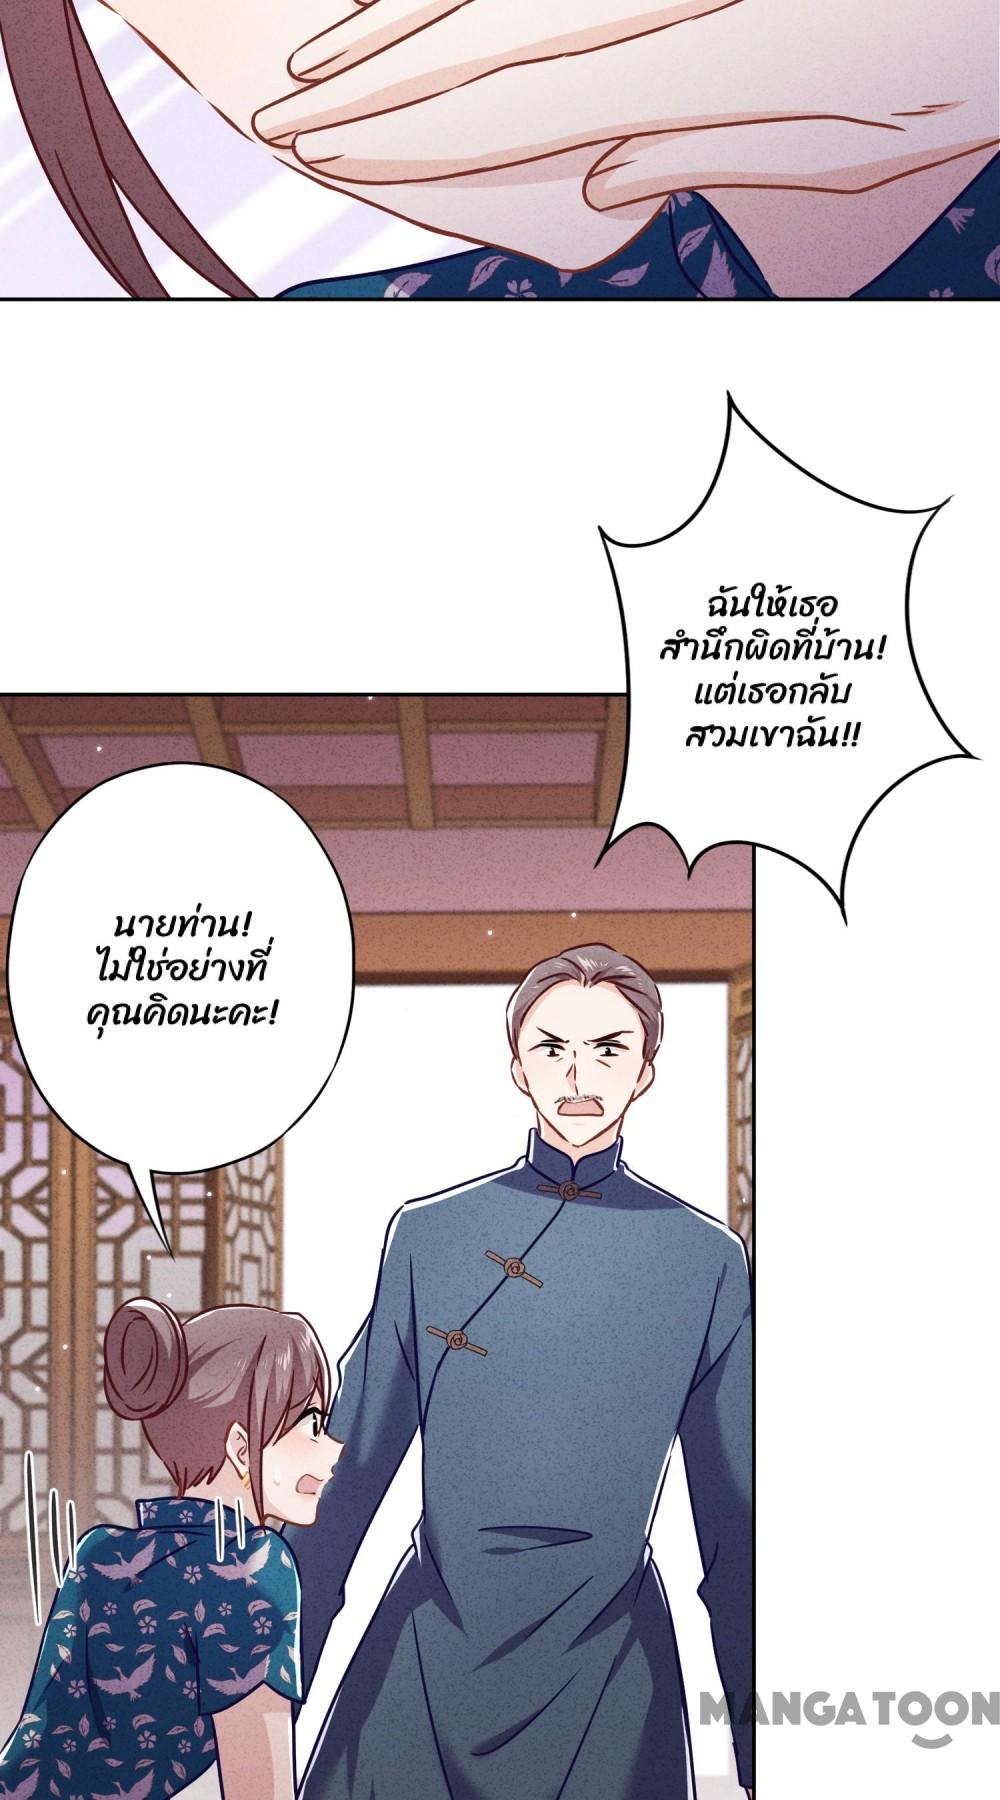 ฉันให้เธอ
สำนึกผิดที่บ้าน!
แต่เธอกลับ
สวมเขาฉัน!!
นายท่าน!
ไม่ใช่อย่างที่
คุณคิดนะคะ!
MANGATOON